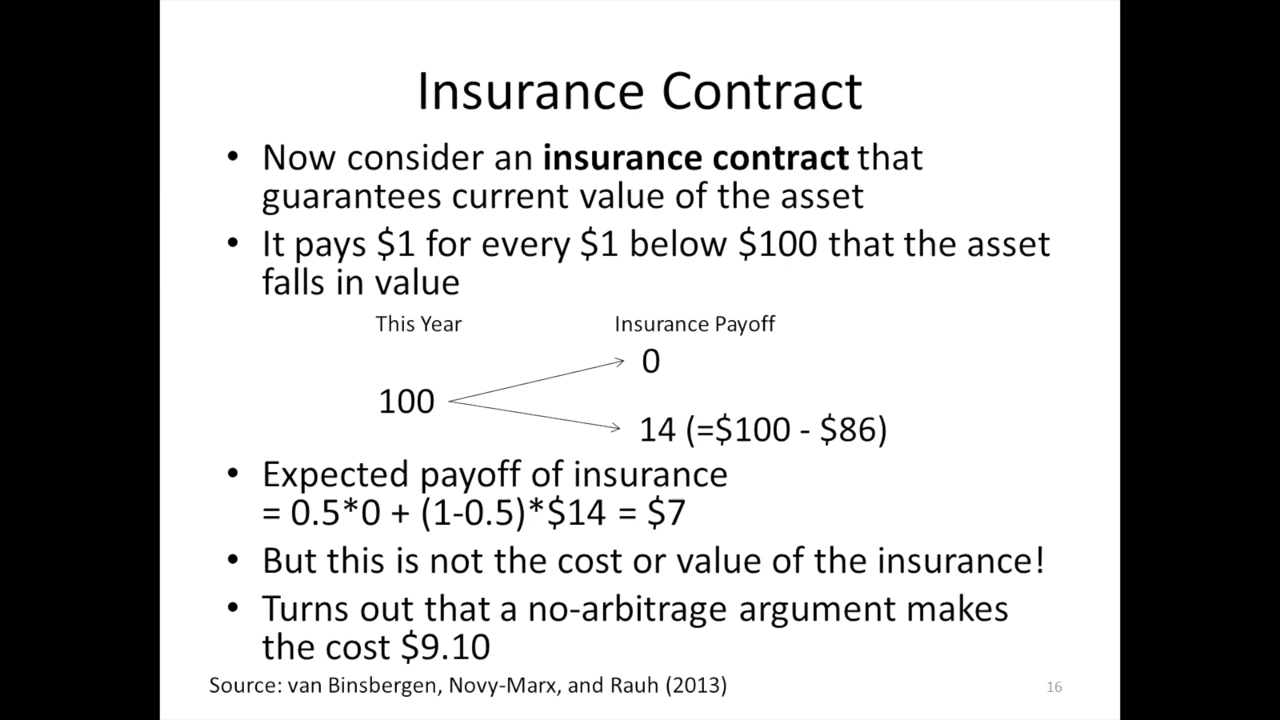 Insurance Contract
• Now consider an insurance contract that
guarantees current value of the asset
• It pays $1 for every $1 below $100 that the asset
falls in value
This Year Insurance Payoff
0
100
14 (=$100 - $86)
• Expected payoff of insurance
= 0.5*0 + (1-0.5)*$14 = $7
• But this is not the cost or value of the insurance!
• Turns out that a no-arbitrage argument makes
the cost $9.10
Source: van Binsbergen, Novy-Marx, and Rauh (2013)
16